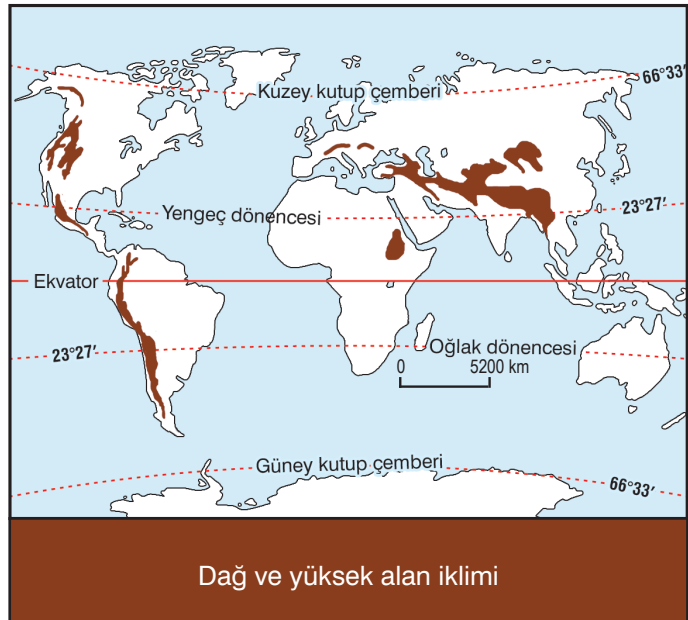 66°33′
Kuzey kutup çemberi
Yengeç dönencesi
23°27′
Ekvator
23°27′
Oğlak dönencesi
0 5200 km
Güney kutup çemberi
66°33′
Dağ ve yüksek alan iklimi